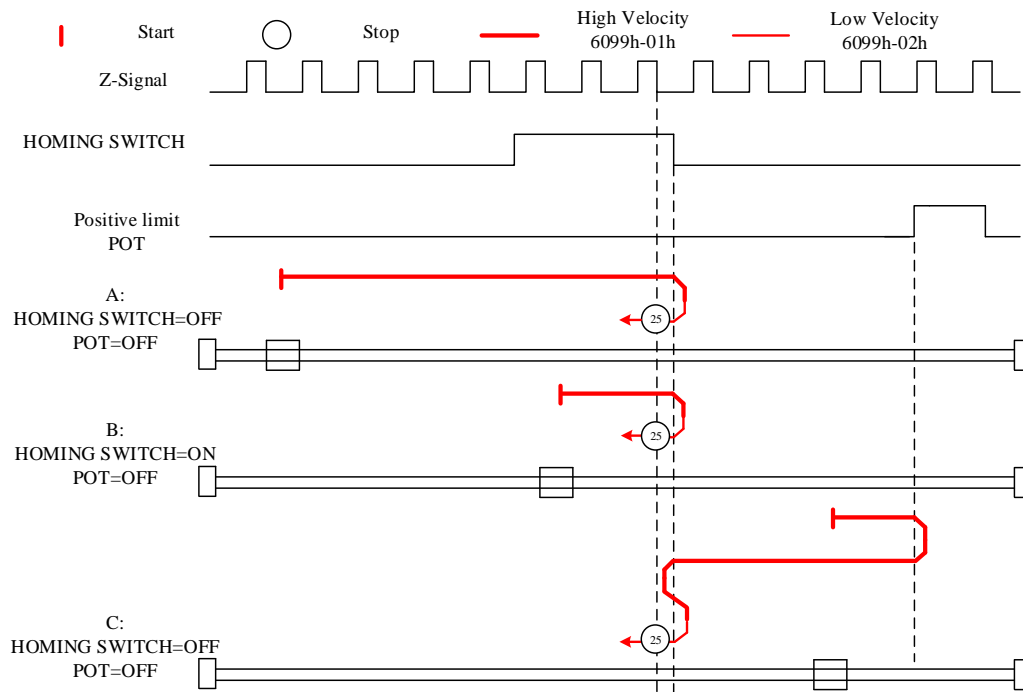 Start
Stop
High Velocity
6099h-01h
Low Velocity
6099h-02h
Z-Signal
HOMING SWITCH
Positive limit
POT
A:
HOMING SWITCH=OFF
POT=OFF
25
B:
HOMING SWITCH=ON
POT=OFF
25
C:
HOMING SWITCH=OFF
POT=OFF
25